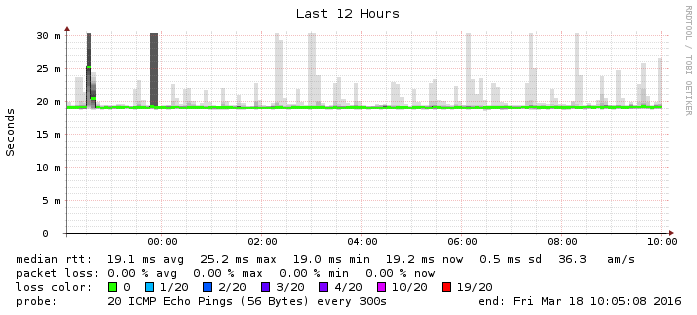 Last 12 Hours
RRDTOOL / TOBI OETIKER
Seconds
30 m
25 m
20 m
15 m
10 m
5 m
0
00:00 02:00 04:00 06:00 08:00 10:00
median rtt: 19.1 ms avg 25.2 ms max 19.0 ms min 19.2 ms now 0.5 ms sd 36.3 am/s
packet loss: 0.00 % avg 0.00 % max 0.00 % min 0.00 % now
loss color: 0 1/20 2/20 3/20 4/20 10/20 19/20
probe: 20 ICMP Echo Pings (56 Bytes) every 300s end: Fri Mar 18 10:05:08 2016